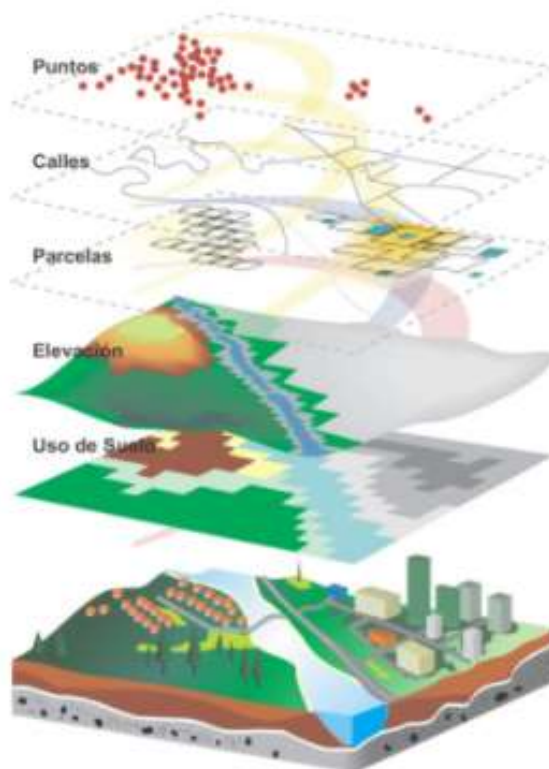 Puntos
Calles
Parcelas
Elevación
Uso de Suelo